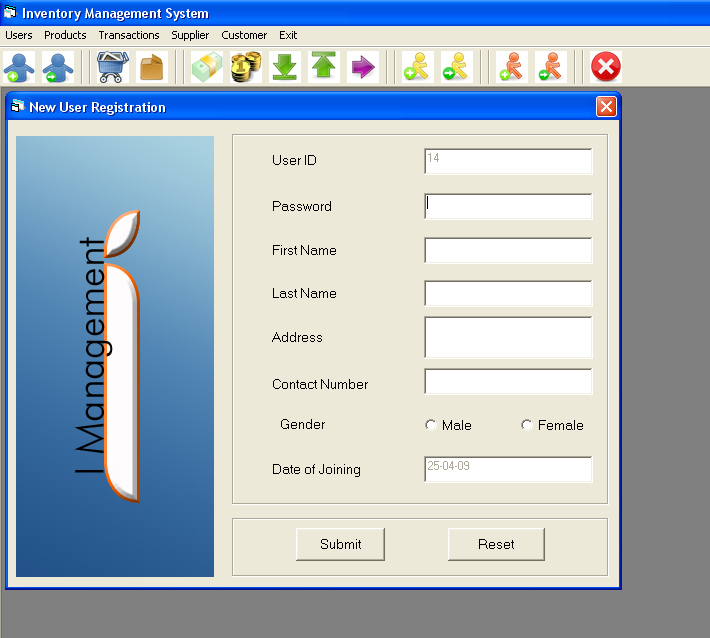 Inventory Management System
Users Products Transactions Supplier Customer Exit
New User Registration
I Management
User ID 14
Password
First Name
Last Name
Address
Contact Number
Gender Male Female
Date of Joining 25-04-09
Submit Reset